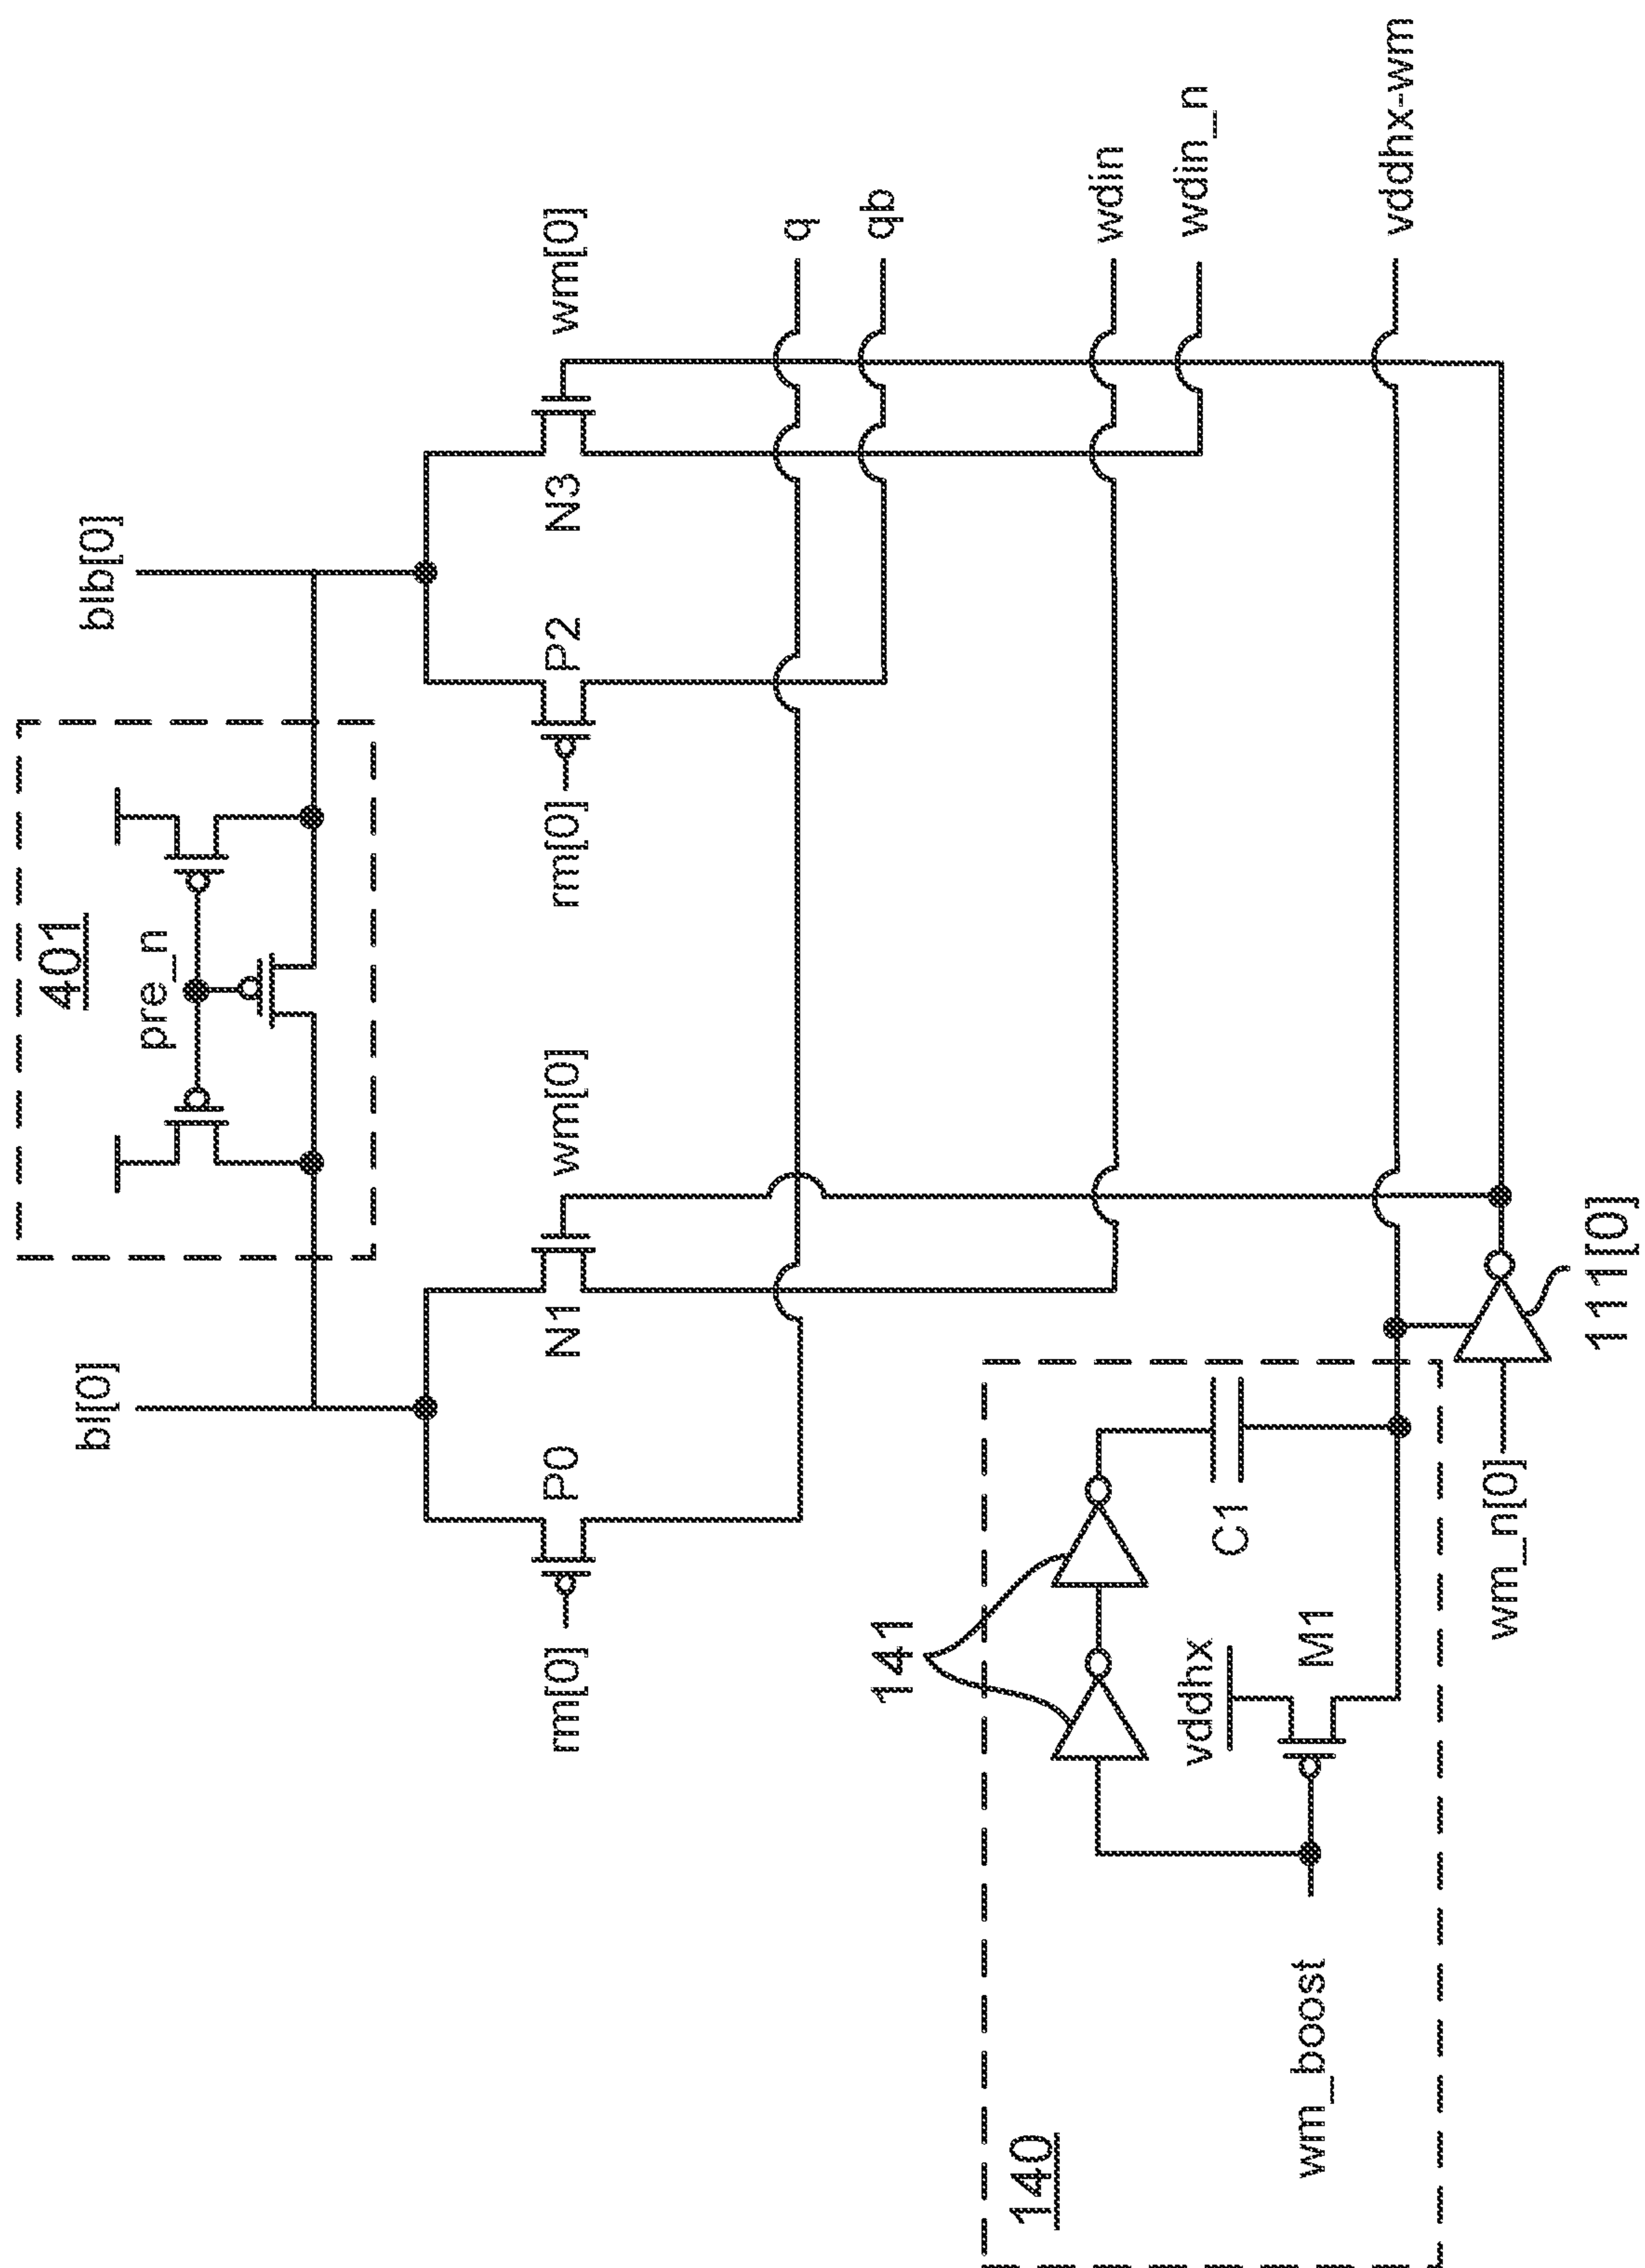 bl[0]
blb[0]
401
pre_n
rm[0]
P0
N1
wm[0]
rm[0]
P2
N3
wm[0]
q
qb
141
wdin
wdin_n
140
vddhx
C1
wm_boost
M1
vddhx-wm
wm_n[0]
111[0]